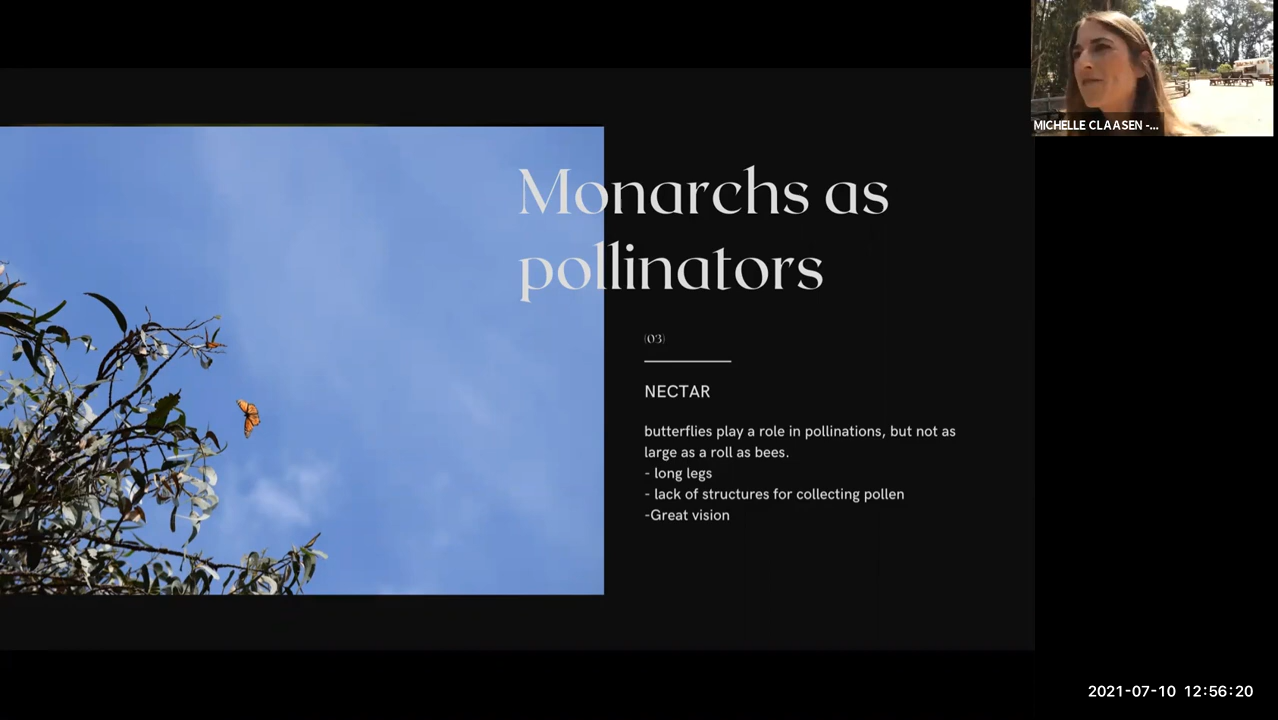 MICHELLE CLAASEN -...
Monarchs as
pollinators
(03)
NECTAR
butterflies play a role in pollinations, but not as
large as a roll as bees.
- long legs
- lack of structures for collecting pollen
-Great vision
2021-07-10 12:56:20